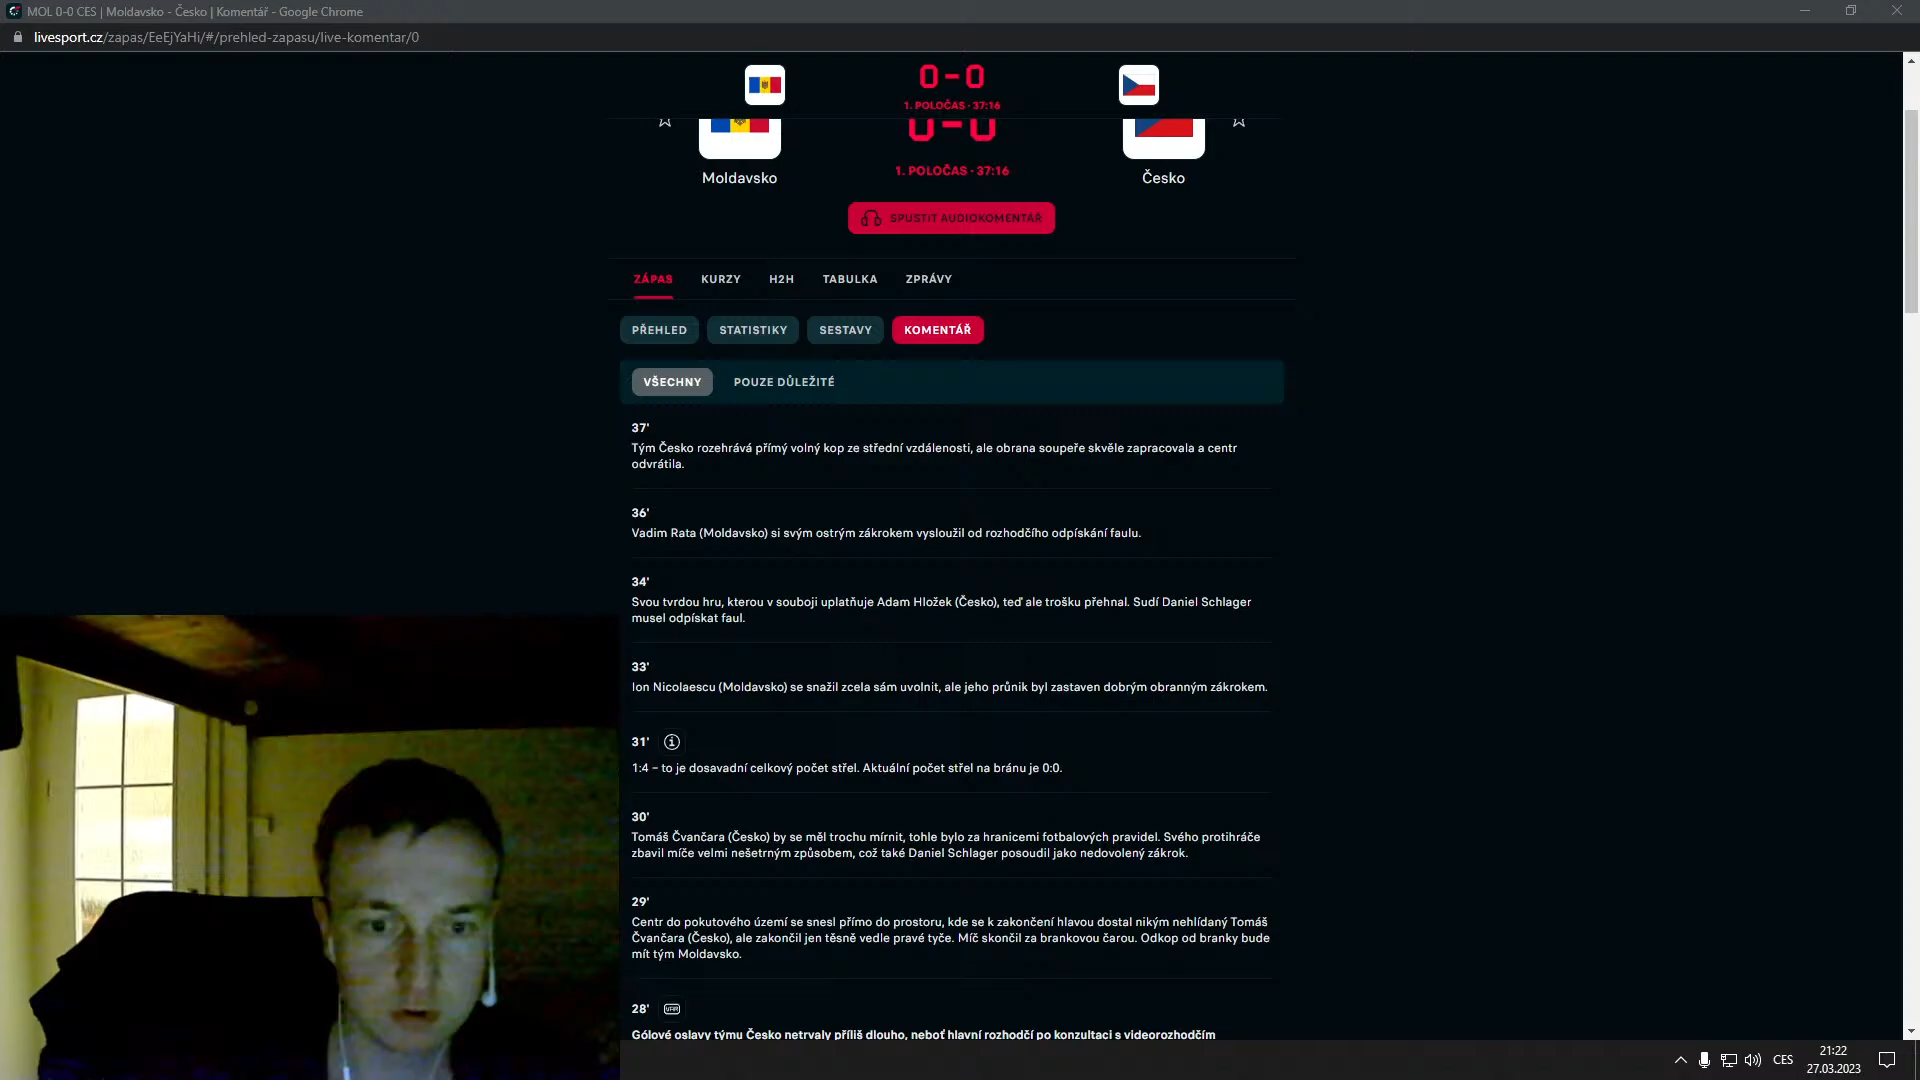 MOL 0-0 CES | Moldavsko - Česko | Komentář - Google Chrome
livesport.cz/zapas/EeEjYaHi/#/prehled-zapasu/live-komentar/0
0-0
1. POLOČAS - 37:16
0-0
1. POLOČAS - 37:16
Moldavsko
Česko
SPUSTIT AUDIOKOMENTÁŘ
ZÁPAS KURZY H2H TABULKA ZPRÁVY
PŘEHLED STATISTIKY SESTAVY KOMENTÁŘ
VŠECHNY POUZE DŮLEŽITÉ
37'
Tým Česko rozehrává přímý volný kop ze střední vzdálenosti, ale obrana soupeře skvěle zapracovala a centr
odvrátila.
36'
Vadim Rata (Moldavsko) si svým ostrým zákrokem vysloužil od rozhodčího odpískání faulu.
34'
Svou tvrdou hru, kterou v souboji uplatňuje Adam Hložek (Česko), teď ale trošku přehnal. Sudí Daniel Schlager
musel odpískat faul.
33'
Ion Nicolaescu (Moldavsko) se snažil zcela sám uvolnit, ale jeho průnik byl zastaven dobrým obranným zákrokem.
31'
1:4 – to je dosavadní celkový počet střel. Aktuální počet střel na bránu je 0:0.
30'
Tomáš Čvančara (Česko) by se měl trochu mírnit, tohle bylo za hranicemi fotbalových pravidel. Svého protihráče
zbavil míče velmi nešetrným způsobem, což také Daniel Schlager posoudil jako nedovolený zákrok.
29'
Centr do pokutového území se snesl přímo do prostoru, kde se k zakončení hlavou dostal nikým nehlídaný Tomáš
Čvančara (Česko), ale zakončil jen těsně vedle pravé tyče. Míč skončil za brankovou čarou. Odkop od branky bude
mít tým Moldavsko.
28' VAR
Gólové oslavy týmu Česko netrvaly příliš dlouho, neboť hlavní rozhodčí po konzultaci s videorozhodčím
CES
21:22
27.03.2023